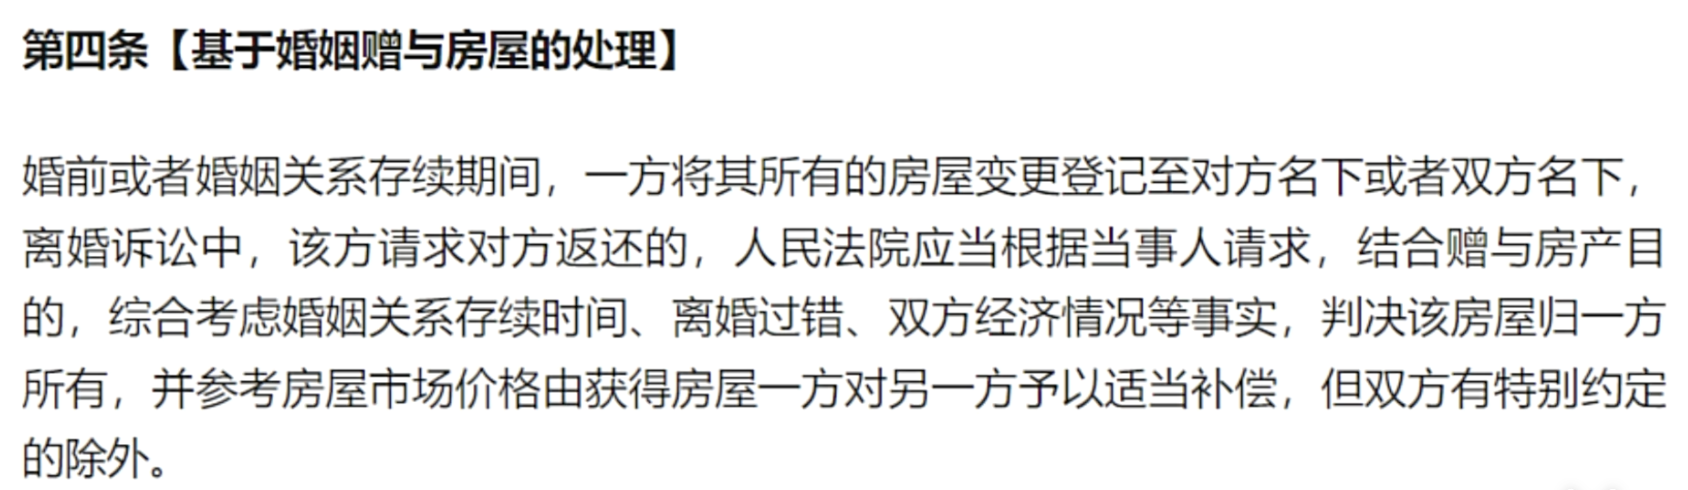 第四条【基于婚姻赠与房屋的处理】
婚前或者婚姻关系存续期间，一方将其所有的房屋变更登记至对方名下或者双方名下，
离婚诉讼中，该方请求对方返还的，人民法院应当根据当事人请求，结合赠与房产目
的，综合考虑婚姻关系存续时间、离婚过错、双方经济情况等事实，判决该房屋归一方
所有，并参考房屋市场价格由获得房屋一方对另一方予以适当补偿，但双方有特别约定
的除外。